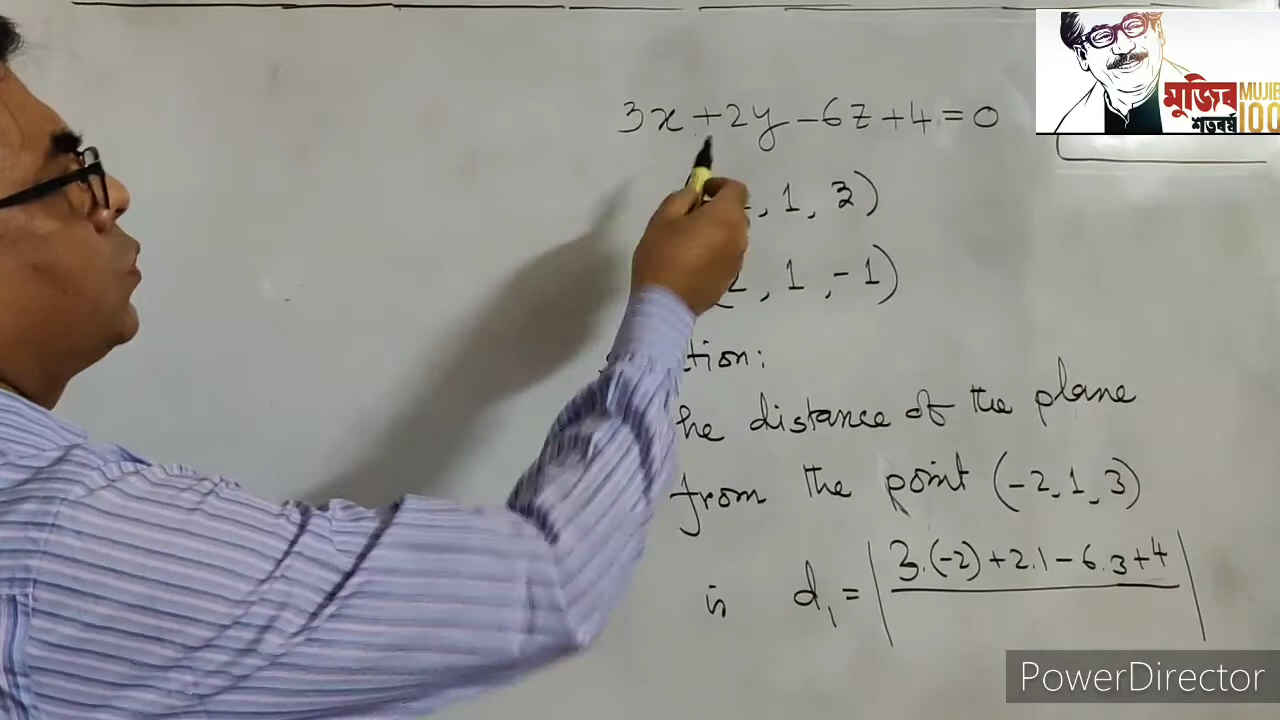 3x + 2y - 6z + 4 = 0
মুজিব MUJIB
শতবর্ষ 100
, 1, 3)
2, 1, -1)
tion:
he distance of the plane
from the point (-2, 1, 3)
is d₁ = | 3.(-2) + 2.1 - 6.3 + 4 |
PowerDirector